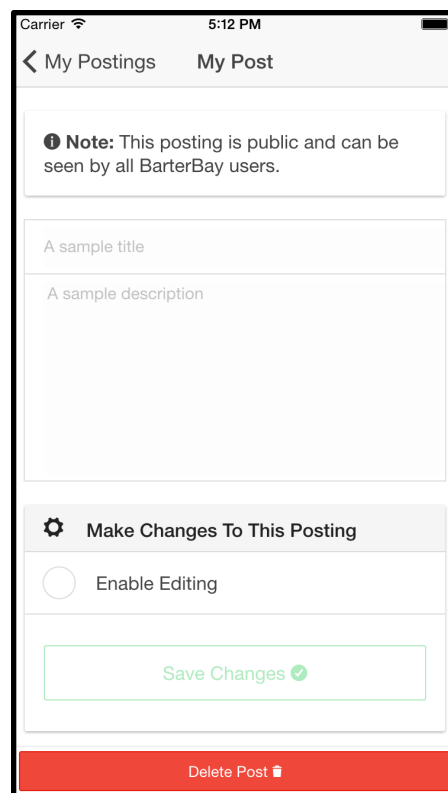 Carrier 5:12 PM
My Postings My Post
Note: This posting is public and can be
seen by all BarterBay users.
A sample title
A sample description
Make Changes To This Posting
Enable Editing
Save Changes
Delete Post